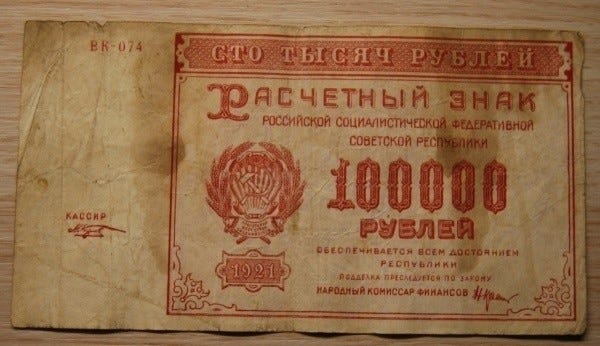 ВК-074
СТО ТЫСЯЧ РУБЛЕЙ
РАСЧЕТНЫЙ ЗНАК
РОССИЙСКОЙ СОЦИАЛИСТИЧЕСКОЙ ФЕДЕРАТИВНОЙ
СОВЕТСКОЙ РЕСПУБЛИКИ
100000
РУБЛЕЙ
КАССИР
ОБЕСПЕЧИВАЕТСЯ ВСЕМ ДОСТОЯНИЕМ
РЕСПУБЛИКИ
1921
ПОДДЕЛКА ПРЕСЛЕДУЕТСЯ ПО ЗАКОНУ
НАРОДНЫЙ КОМИССАР ФИНАНСОВ